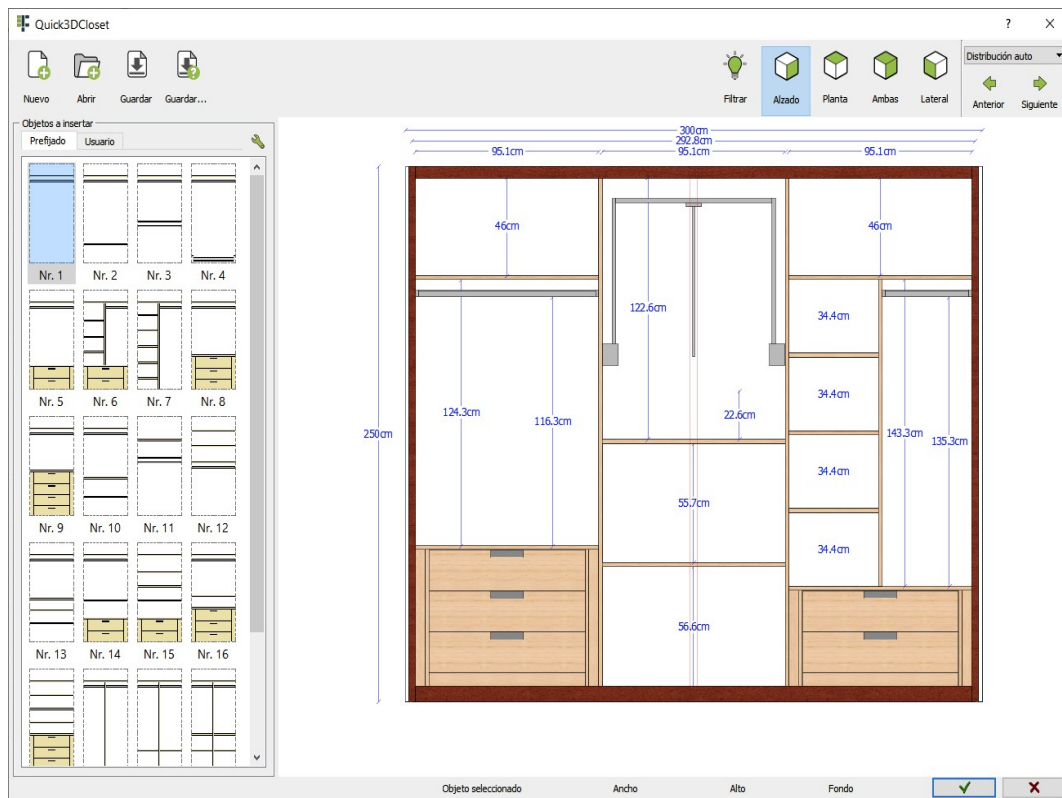 Quick3DCloset
?
X
Nuevo
Abrir
Guardar
Guardar...
Filtrar
Alzado
Planta
Ambas
Lateral
Distribución auto
Anterior
Siguiente
Objetos a insertar
Prefijado
Usuario
Nr. 1
Nr. 2
Nr. 3
Nr. 4
Nr. 5
Nr. 6
Nr. 7
Nr. 8
Nr. 9
Nr. 10
Nr. 11
Nr. 12
Nr. 13
Nr. 14
Nr. 15
Nr. 16
300cm
292.8cm
95.1cm
95.1cm
95.1cm
46cm
46cm
122.6cm
34.4cm
34.4cm
124.3cm
116.3cm
22.6cm
250cm
143.3cm
135.3cm
34.4cm
55.7cm
34.4cm
56.6cm
Objeto seleccionado
Ancho
Alto
Fondo